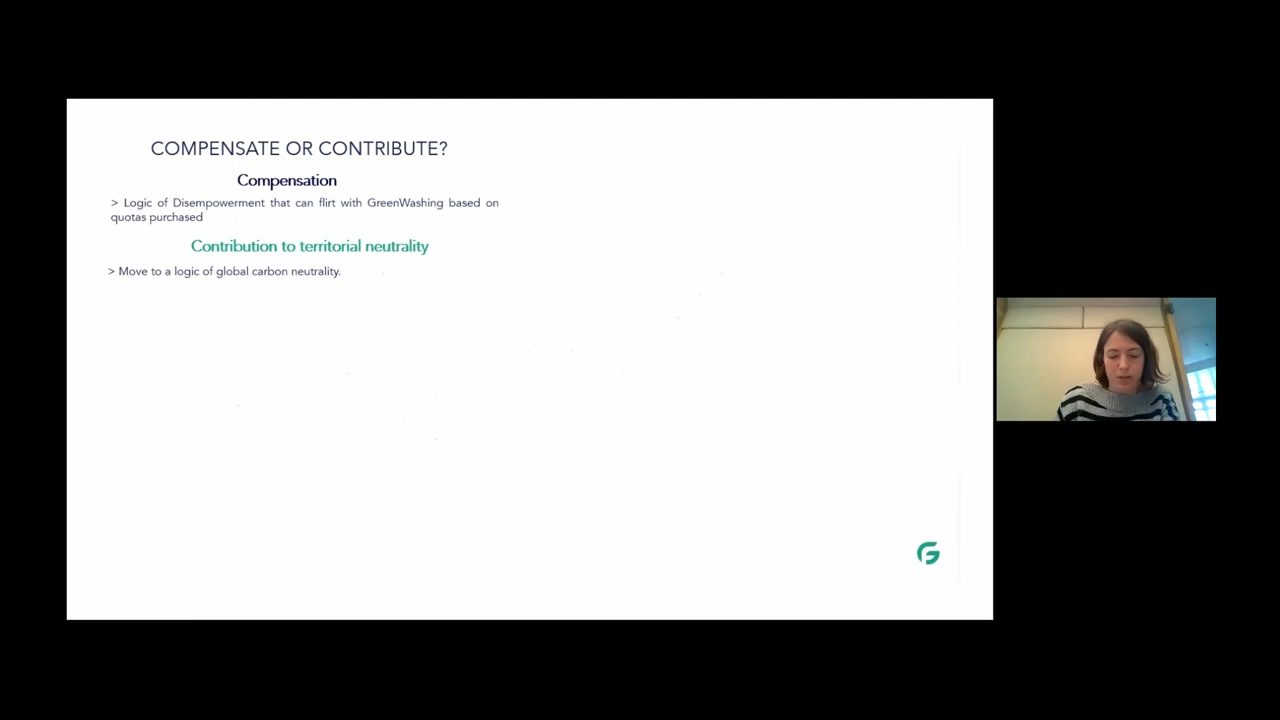 COMPENSATE OR CONTRIBUTE?
Compensation
> Logic of Disempowerment that can flirt with GreenWashing based on
quotas purchased
Contribution to territorial neutrality
> Move to a logic of global carbon neutrality.